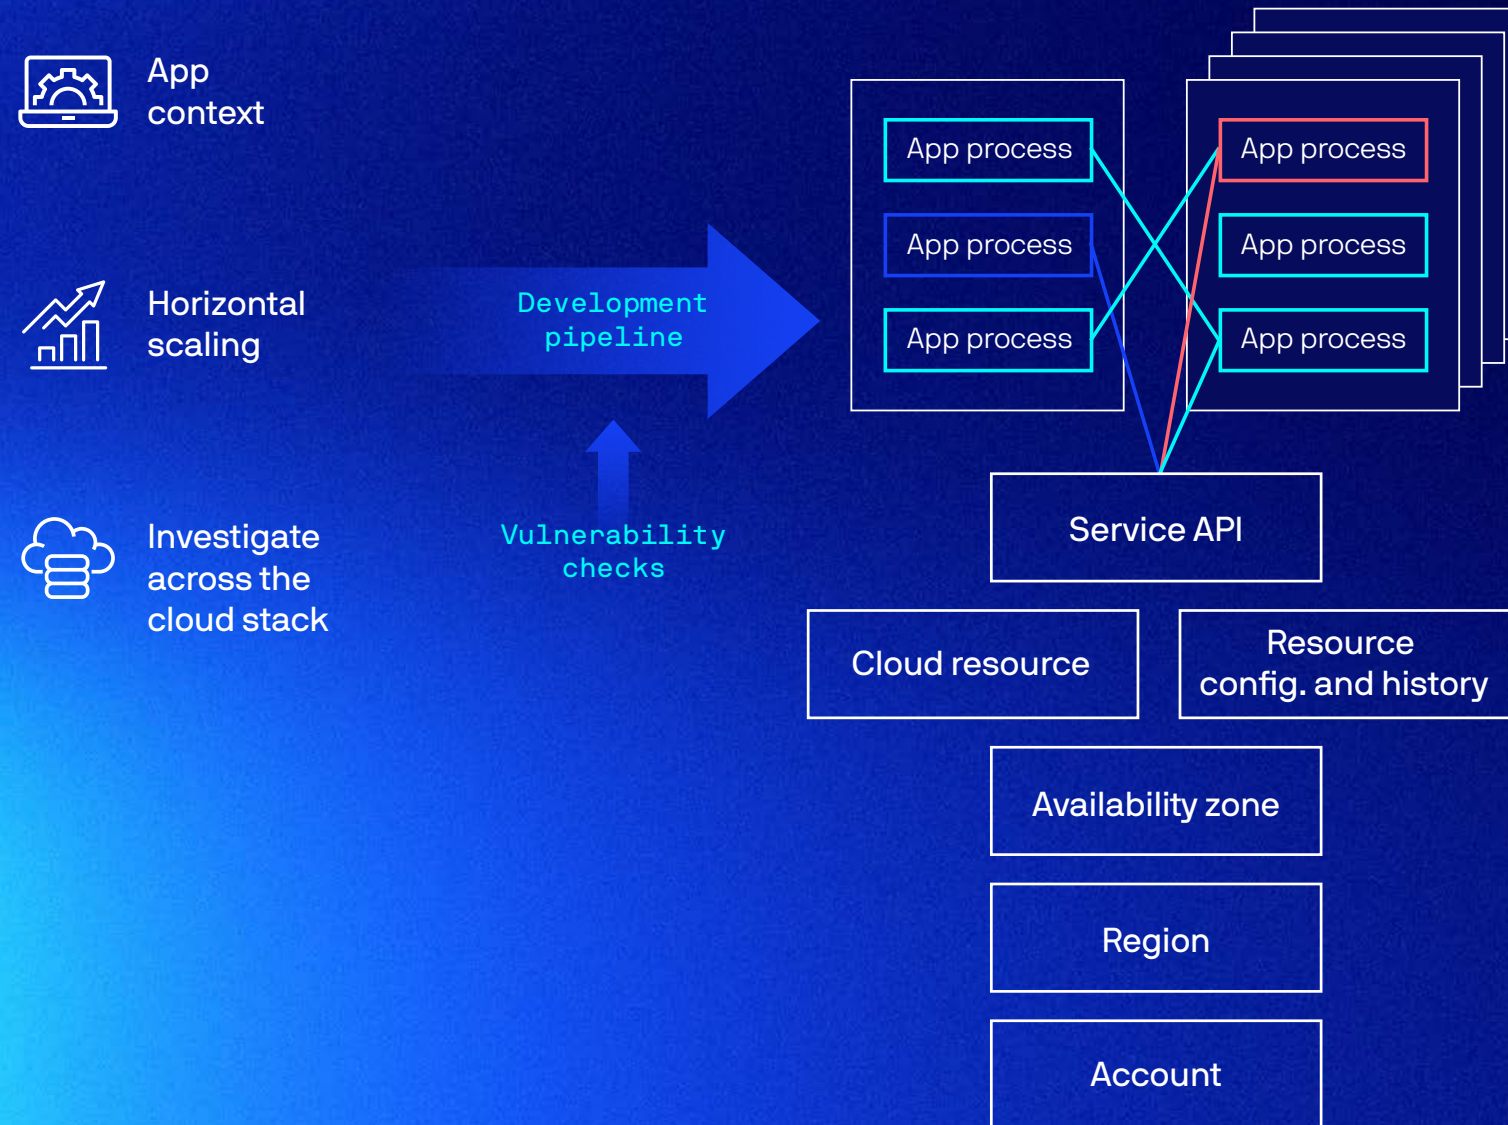 App
context
Horizontal
scaling
Investigate
across the
cloud stack
Development
pipeline
Vulnerability
checks
App process
App process
App process
App process
App process
App process
Service API
Cloud resource
Resource
config. and history
Availability zone
Region
Account